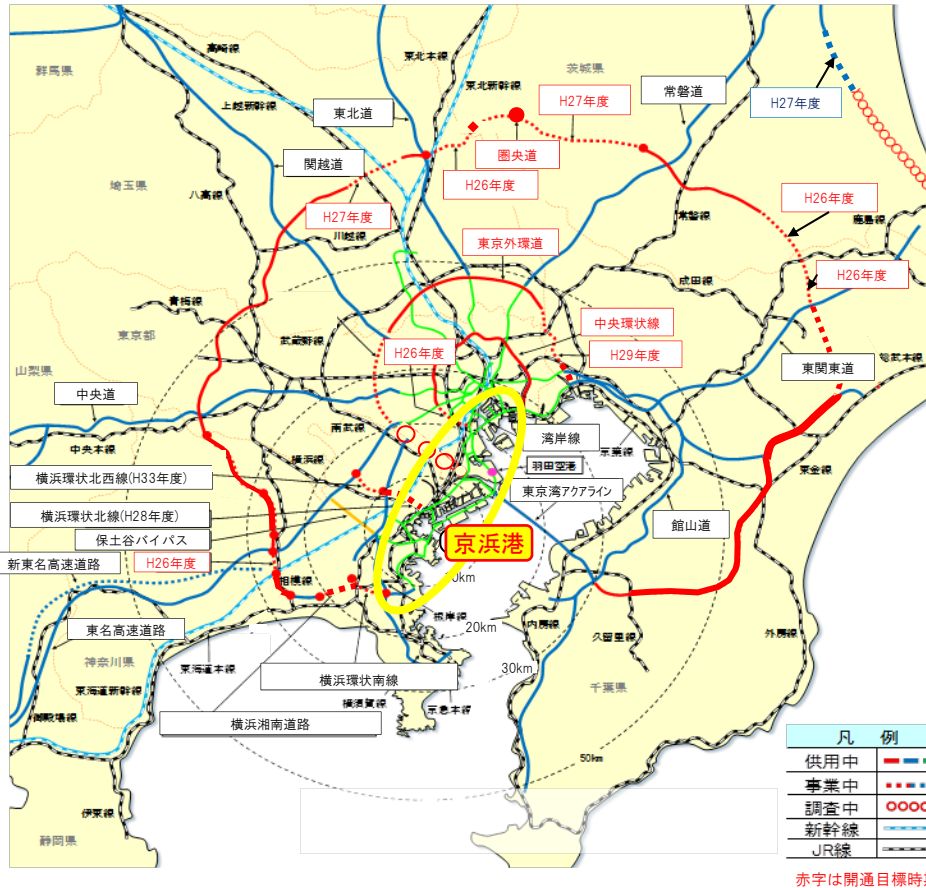 高崎線
東北本線
群馬県
茨城県
東北新幹線
常磐道
H27年度
H27年度
上越新幹線
東北道
圏央道
関越道
H26年度
埼玉県
八高線
H27年度
川越線
常磐線
H26年度
鹿島線
東京外環道
成田線
H26年度
青梅線
東京都
武蔵野線
中央環状線
H26年度
H29年度
総武本線
山梨県
東関東道
中央道
南武線
中央本線
湾岸線
京葉線
横浜線
羽田空港
東金線
横浜環状北西線(H33年度)
東京湾アクアライン
横浜環状北線(H28年度)
館山道
保土谷バイパス
京浜港
新東名高速道路
H26年度
相模線
根岸線
20km
内房線
東名高速道路
久留里線
外房線
神奈川県
東海道本線
30km
横浜環状南線
千葉県
東海道新幹線
横須賀線
京急本線
御殿場線
横浜湘南道路
50km
伊東線
静岡県
凡 例
供用中
事業中
調査中
新幹線
JR線
赤字は開通目標時